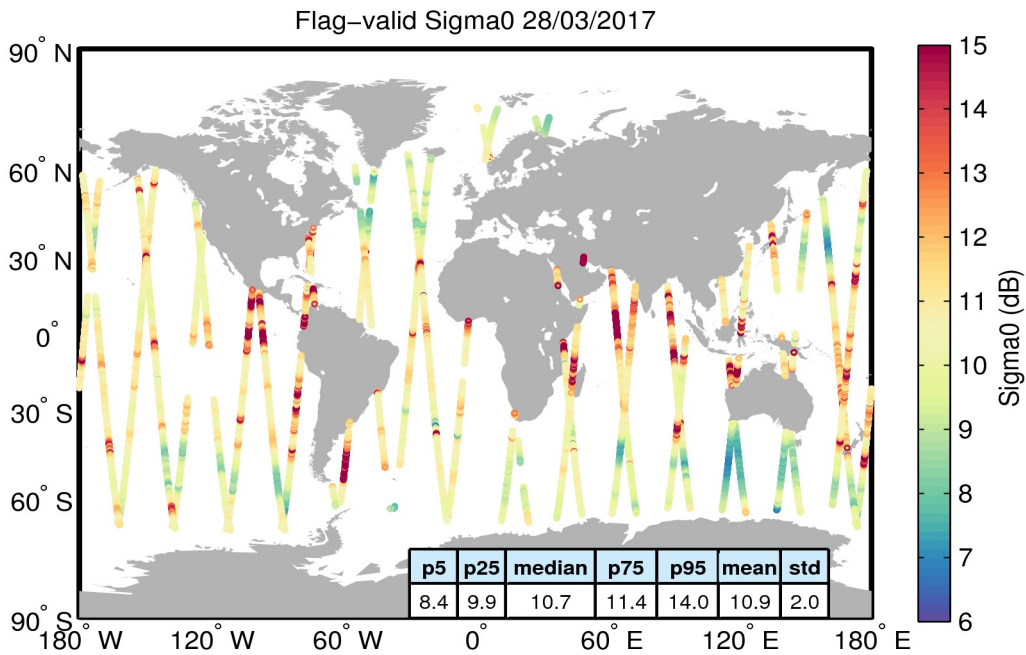 Flag−valid Sigma0 28/03/2017
90° N
60° N
30° N
0°
30° S
60° S
90° S
180° W
120° W
60° W
0°
60° E
120° E
180° E
p5 p25 median p75 p95 mean std
8.4 9.9 10.7 11.4 14.0 10.9 2.0
15
14
13
12
11
10
9
8
7
6
Sigma0 (dB)